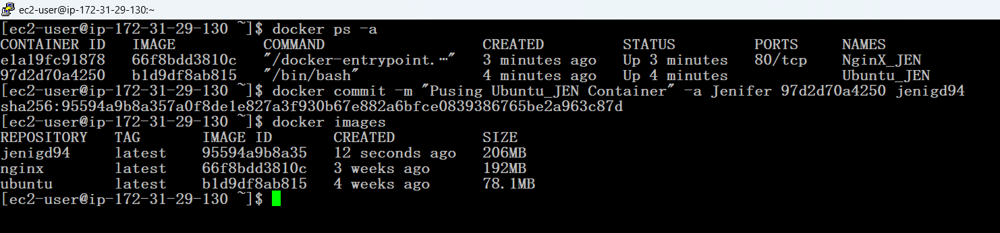 ec2-user@ip-172-31-29-130:~
[ec2-user@ip-172-31-29-130 ~]$ docker ps -a
CONTAINER ID   IMAGE          COMMAND                  CREATED         STATUS         PORTS     NAMES
e1a19fc91878   66f8bdd3810c   "/docker-entrypoint.…"   3 minutes ago   Up 3 minutes   80/tcp    NginX_JEN
97d2d70a4250   b1d9df8ab815   "/bin/bash"              4 minutes ago   Up 4 minutes             Ubuntu_JEN
[ec2-user@ip-172-31-29-130 ~]$ docker commit -m "Pusing Ubuntu_JEN Container" -a Jenifer 97d2d70a4250 jenigd94
sha256:95594a9b8a357a0f8de1e827a3f930b67e882a6bfce0839386765be2a963c87d
[ec2-user@ip-172-31-29-130 ~]$ docker images
REPOSITORY   TAG       IMAGE ID       CREATED          SIZE
jenigd94     latest    95594a9b8a35   12 seconds ago   206MB
nginx        latest    66f8bdd3810c   3 weeks ago      192MB
ubuntu       latest    b1d9df8ab815   4 weeks ago      78.1MB
[ec2-user@ip-172-31-29-130 ~]$